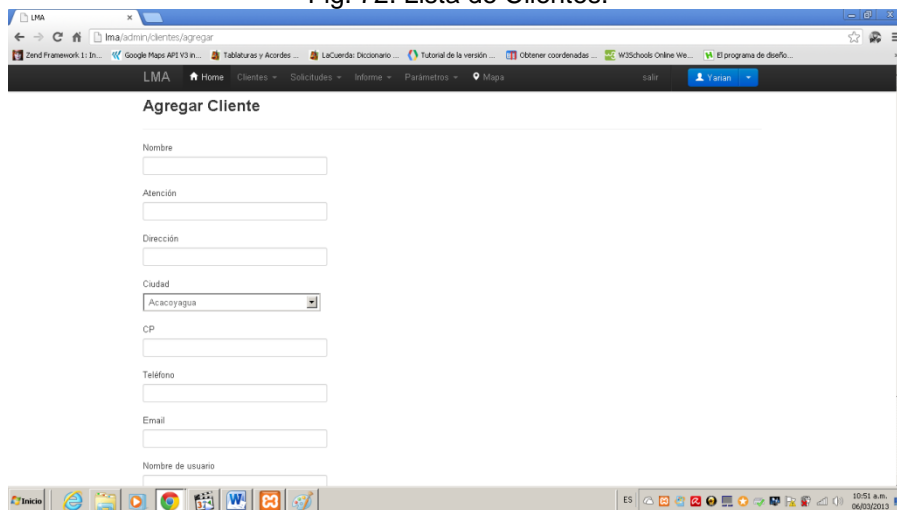 Fig. 72. Lista de Clientes.
LMA
lma/admin/clientes/agregar
Zend Framework 1: In... Google Maps API V3 in... Tablaturas y Acordes ... LaCuerda: Diccionario ... Tutorial de la versión ... Obtener coordenadas ... W3Schools Online We... El programa de diseño...
LMA Home Clientes Solicitudes Informe Parámetros Mapa salir Yanan
Agregar Cliente
Nombre
Atención
Dirección
Ciudad
Acacoyagua
CP
Teléfono
Email
Nombre de usuario
Inicio ES 10:51 a.m.
06/03/2013